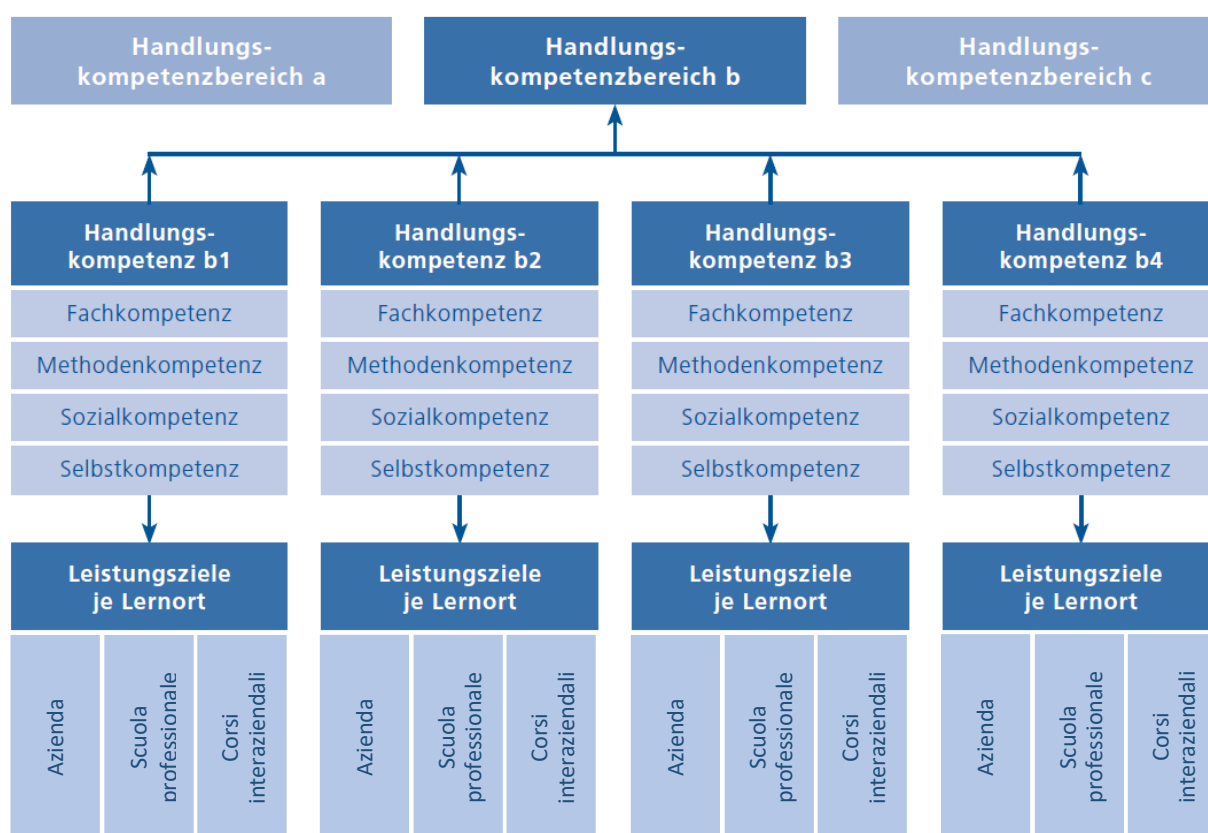 Handlungs-
kompetenzbereich a
Handlungs-
kompetenzbereich b
Handlungs-
kompetenzbereich c
Handlungs-
kompetenz b1
Fachkompetenz
Methodenkompetenz
Sozialkompetenz
Selbstkompetenz
Leistungsziele
je Lernort
Azienda
Scuola
professionale
Corsi
interaziendali
Handlungs-
kompetenz b2
Fachkompetenz
Methodenkompetenz
Sozialkompetenz
Selbstkompetenz
Leistungsziele
je Lernort
Azienda
Scuola
professionale
Corsi
interaziendali
Handlungs-
kompetenz b3
Fachkompetenz
Methodenkompetenz
Sozialkompetenz
Selbstkompetenz
Leistungsziele
je Lernort
Azienda
Scuola
professionale
Corsi
interaziendali
Handlungs-
kompetenz b4
Fachkompetenz
Methodenkompetenz
Sozialkompetenz
Selbstkompetenz
Leistungsziele
je Lernort
Azienda
Scuola
professionale
Corsi
interaziendali